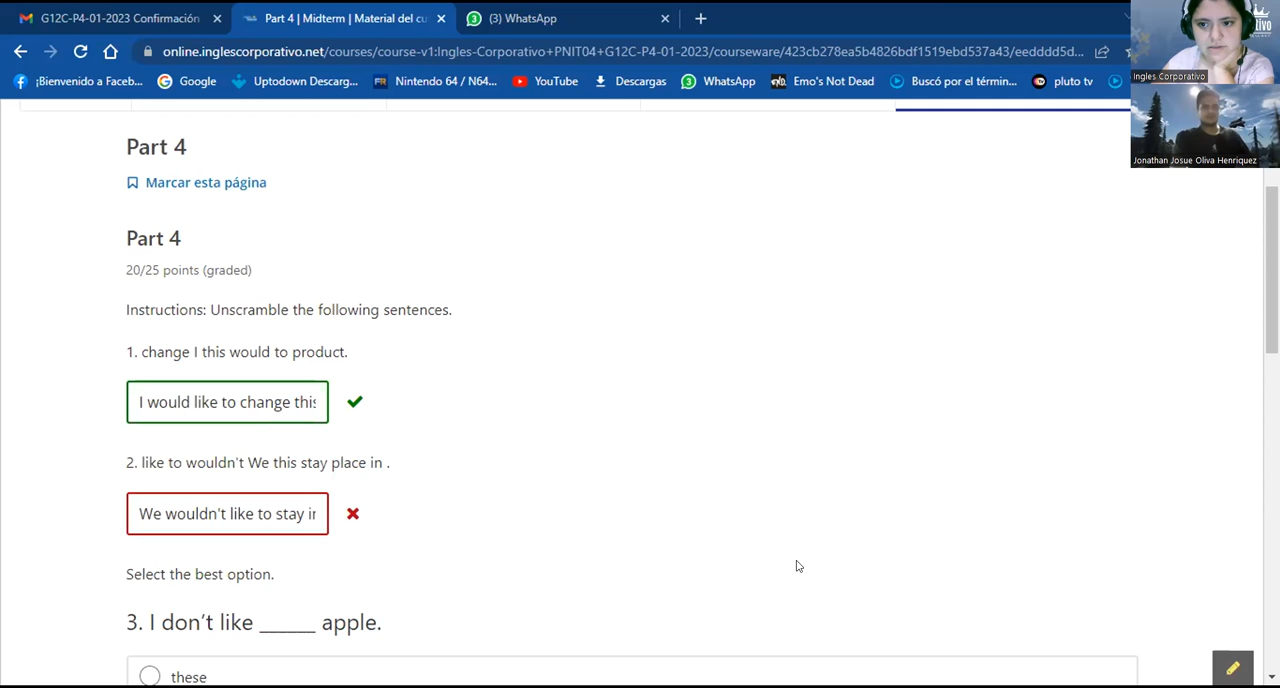 G12C-P4-01-2023 Confirmación
Part 4 | Midterm | Material del cu
(3) WhatsApp
online.inglescorporativo.net/courses/course-v1:Ingles-Corporativo+PNIT04+G12C-P4-01-2023/courseware/423cb278ea5b4826bdf1519ebd537a43/eedddd5d...
¡Bienvenido a Faceb...
Google
Uptodown Descarg...
Nintendo 64 / N64...
YouTube
Descargas
WhatsApp
Emo's Not Dead
Buscó por el términ...
pluto tv
Ingles Corporativo
Jonathan Josue Oliva Henriquez
Part 4
Marcar esta página
Part 4
20/25 points (graded)
Instructions: Unscramble the following sentences.
1. change I this would to product.
I would like to change this
2. like to wouldn't We this stay place in .
We wouldn't like to stay in
Select the best option.
3. I don’t like ______ apple.
these